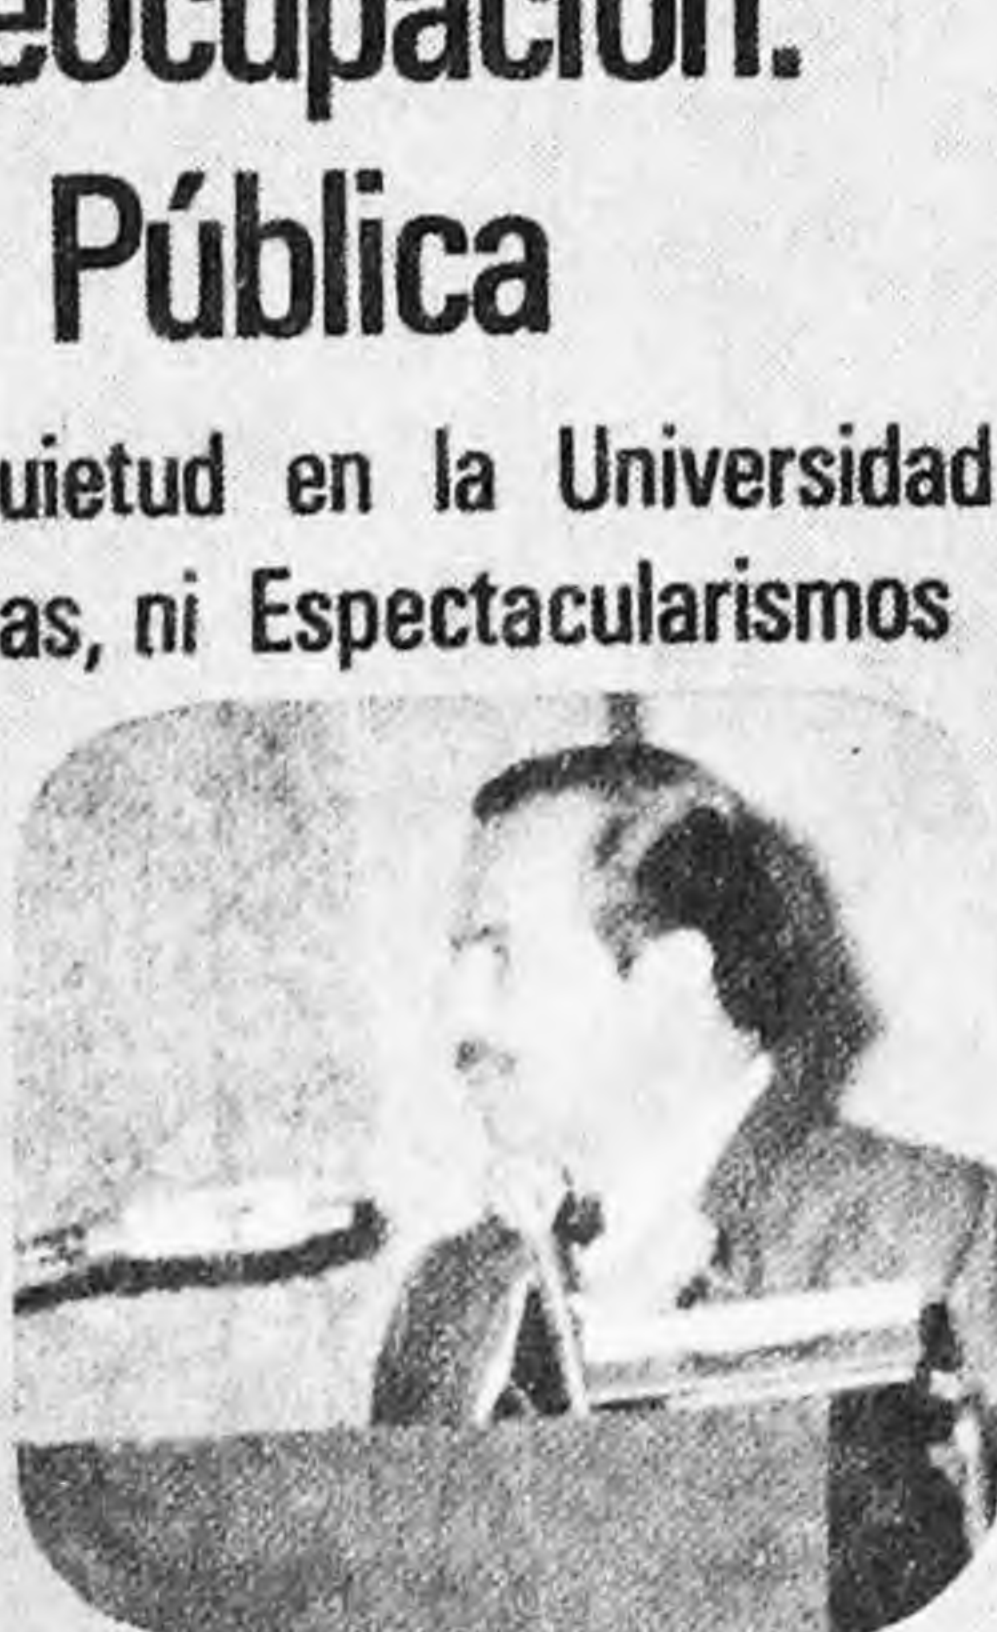 eocupación.
Pública
uietud en la Universidad
as, ni Espectacularismos